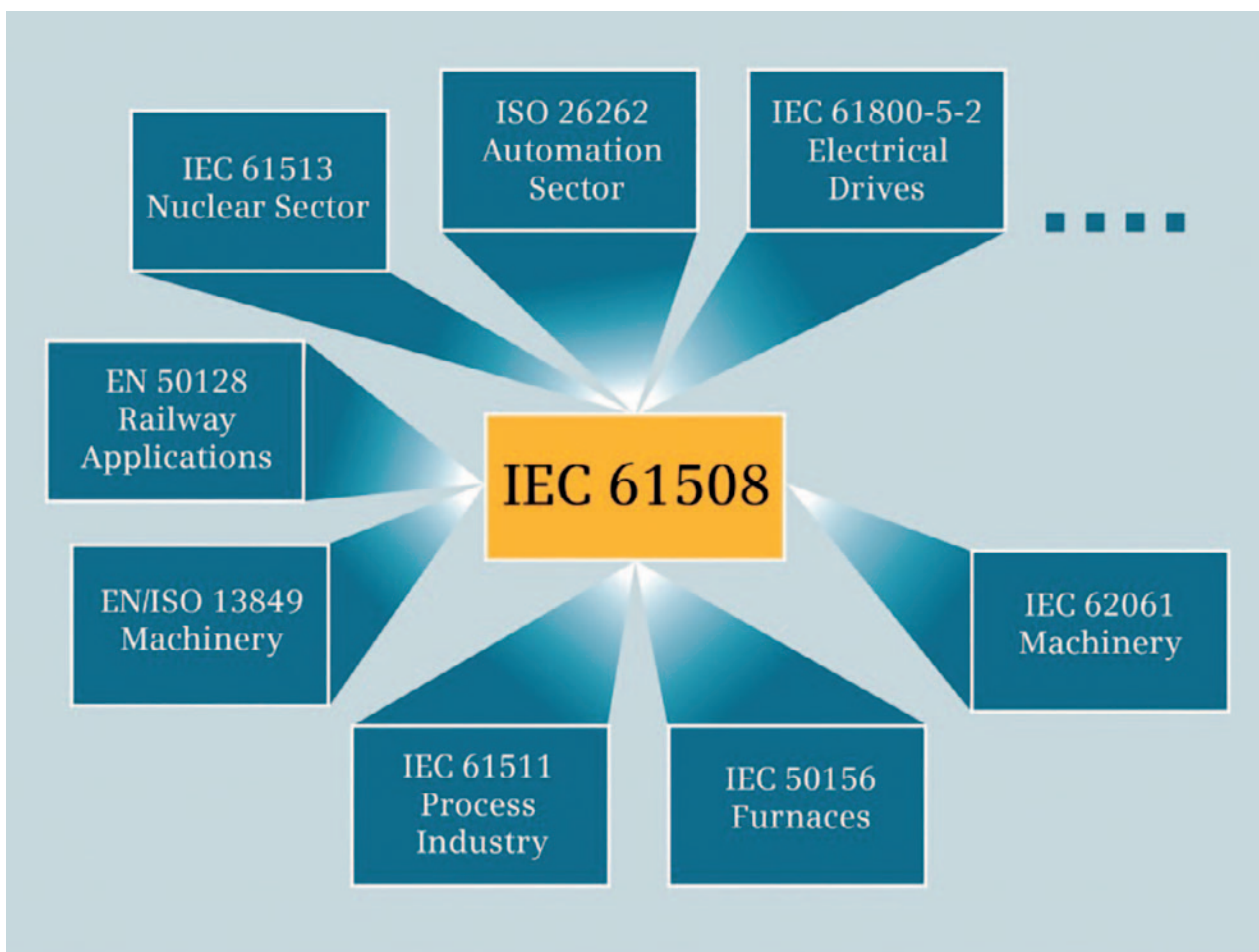 IEC 61513
Nuclear Sector
ISO 26262
Automation
Sector
IEC 61800-5-2
Electrical
Drives
EN 50128
Railway
Applications
IEC 61508
EN/ISO 13849
Machinery
IEC 62061
Machinery
IEC 61511
Process
Industry
IEC 50156
Furnaces